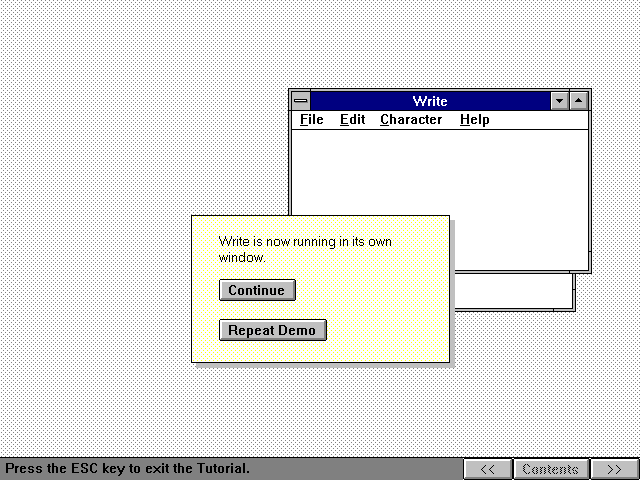 Write
File Edit Character Help
Write is now running in its own
window.
Continue
Repeat Demo
Press the ESC key to exit the Tutorial.
<< Contents >>